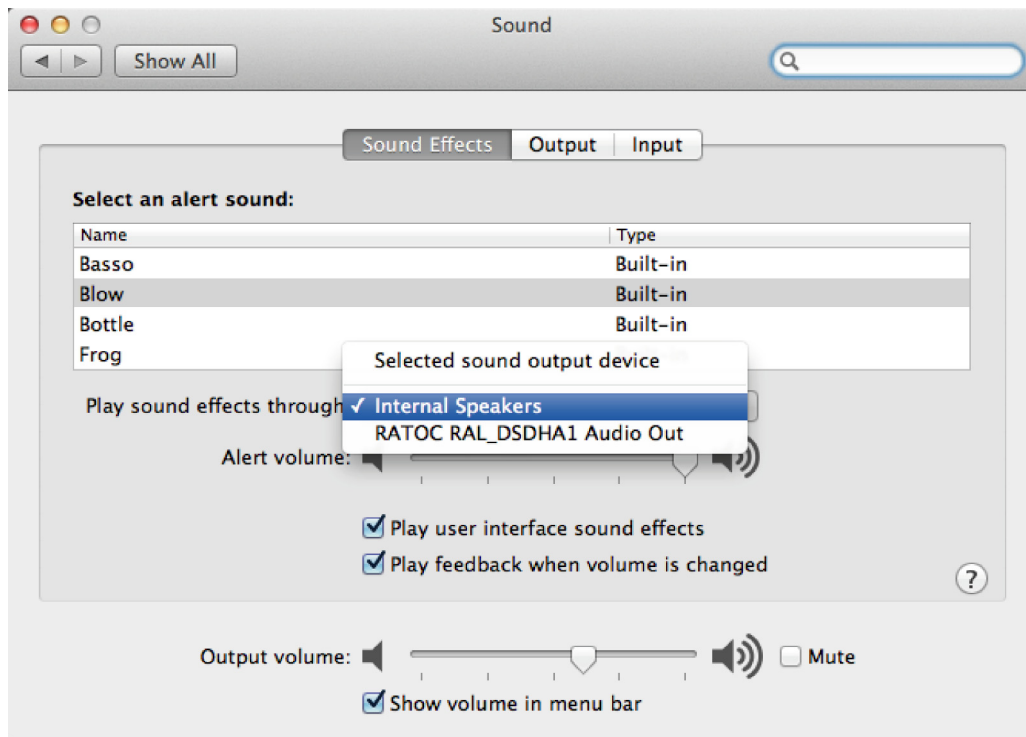 Sound
Show All
Sound Effects Output Input
Select an alert sound:
Name Type
Basso Built-in
Blow Built-in
Bottle Built-in
Frog
Selected sound output device
Play sound effects through ✓ Internal Speakers
RATOC RAL_DSDHA1 Audio Out
Alert volume:
Play user interface sound effects
Play feedback when volume is changed
?
Output volume: Mute
Show volume in menu bar